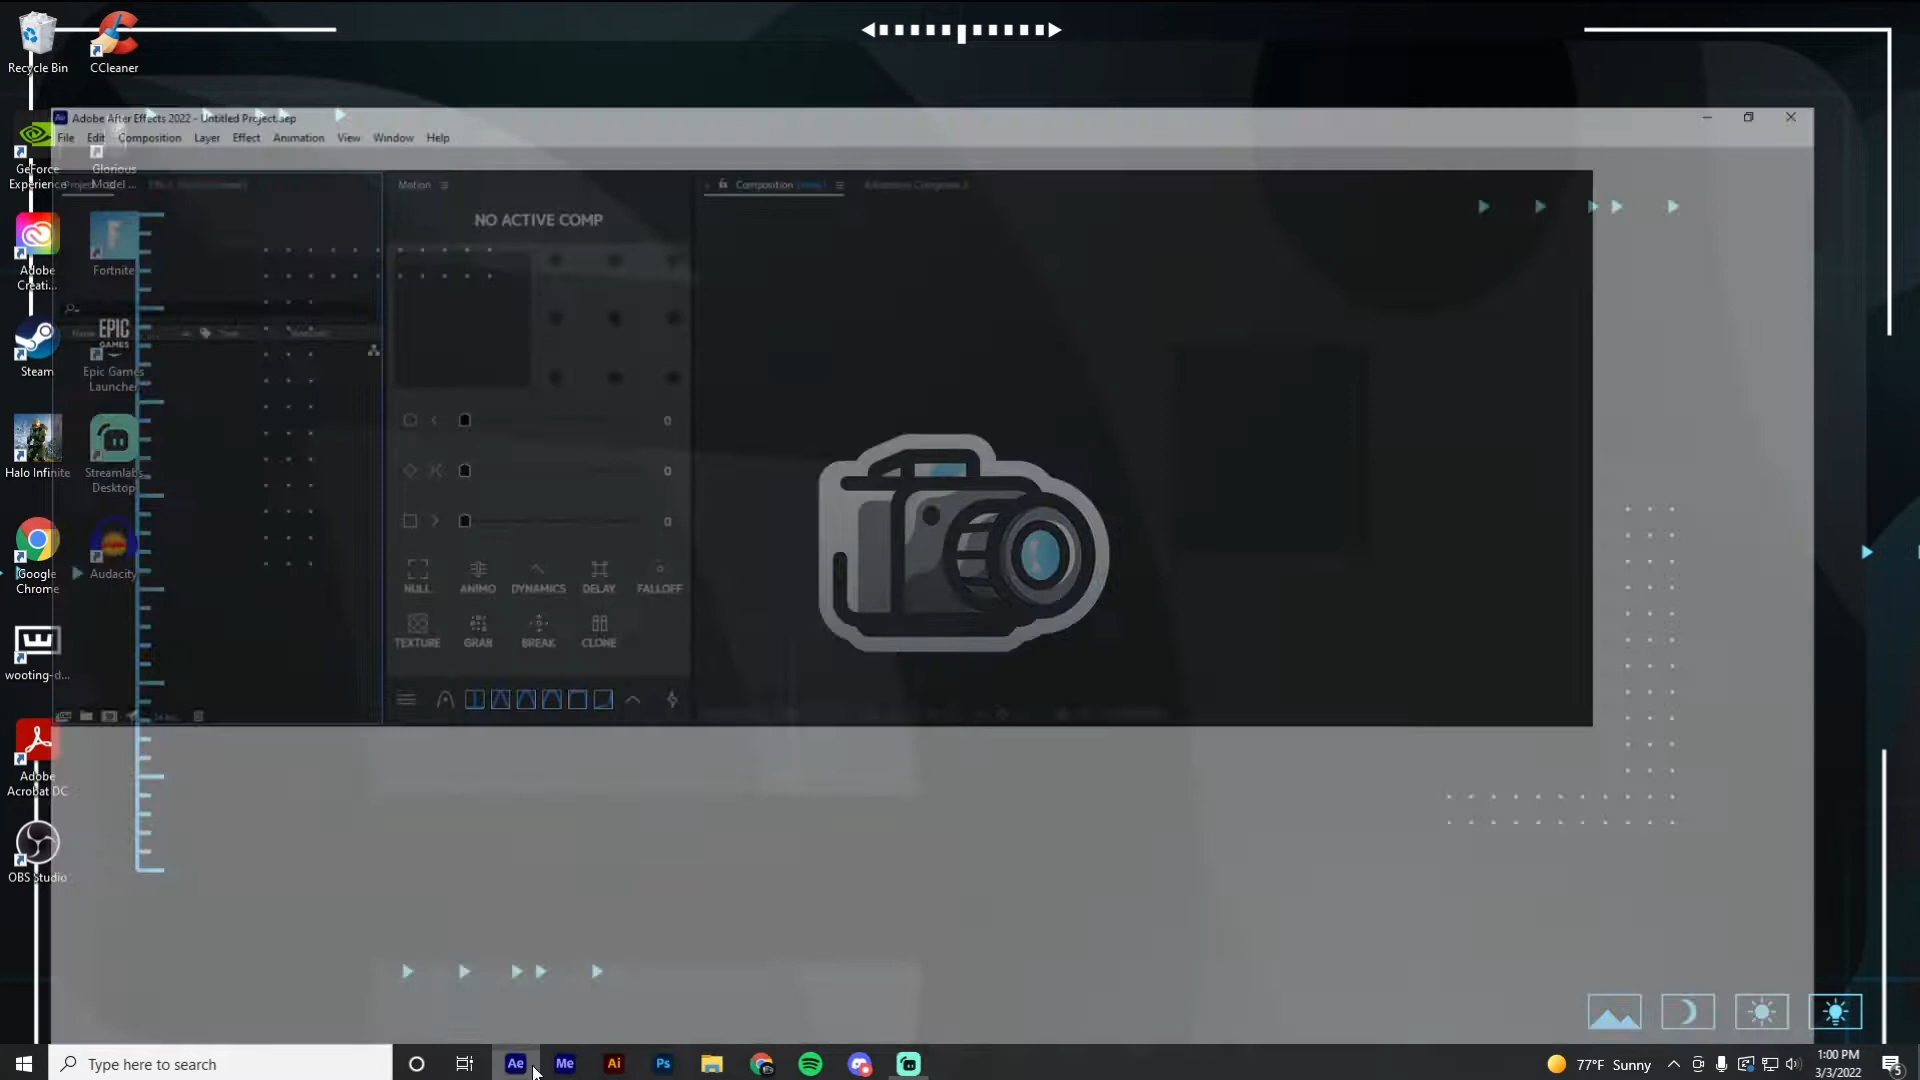 Recycle Bin
CCleaner
Adobe After Effects 2022 - Untitled Project.aep
File Edit Composition Layer Effect Animation View Window Help
GeForce
Experience
Glorious
Model ...
Motion
Composition
NO ACTIVE COMP
Adobe
Creati...
Fortnite
EPIC
GAMES
Steam
Epic Games
Launcher
0
0
0
Halo Infinite
Streamlabs
Desktop
Google
Chrome
Audacity
NULL ANIMO DYNAMICS DELAY FALLOFF
TEXTURE GRAB BREAK CLONE
wooting-d...
Adobe
Acrobat DC
OBS Studio
Type here to search
Ae
Me
Ai
Ps
77°F Sunny
1:00 PM
3/3/2022
5